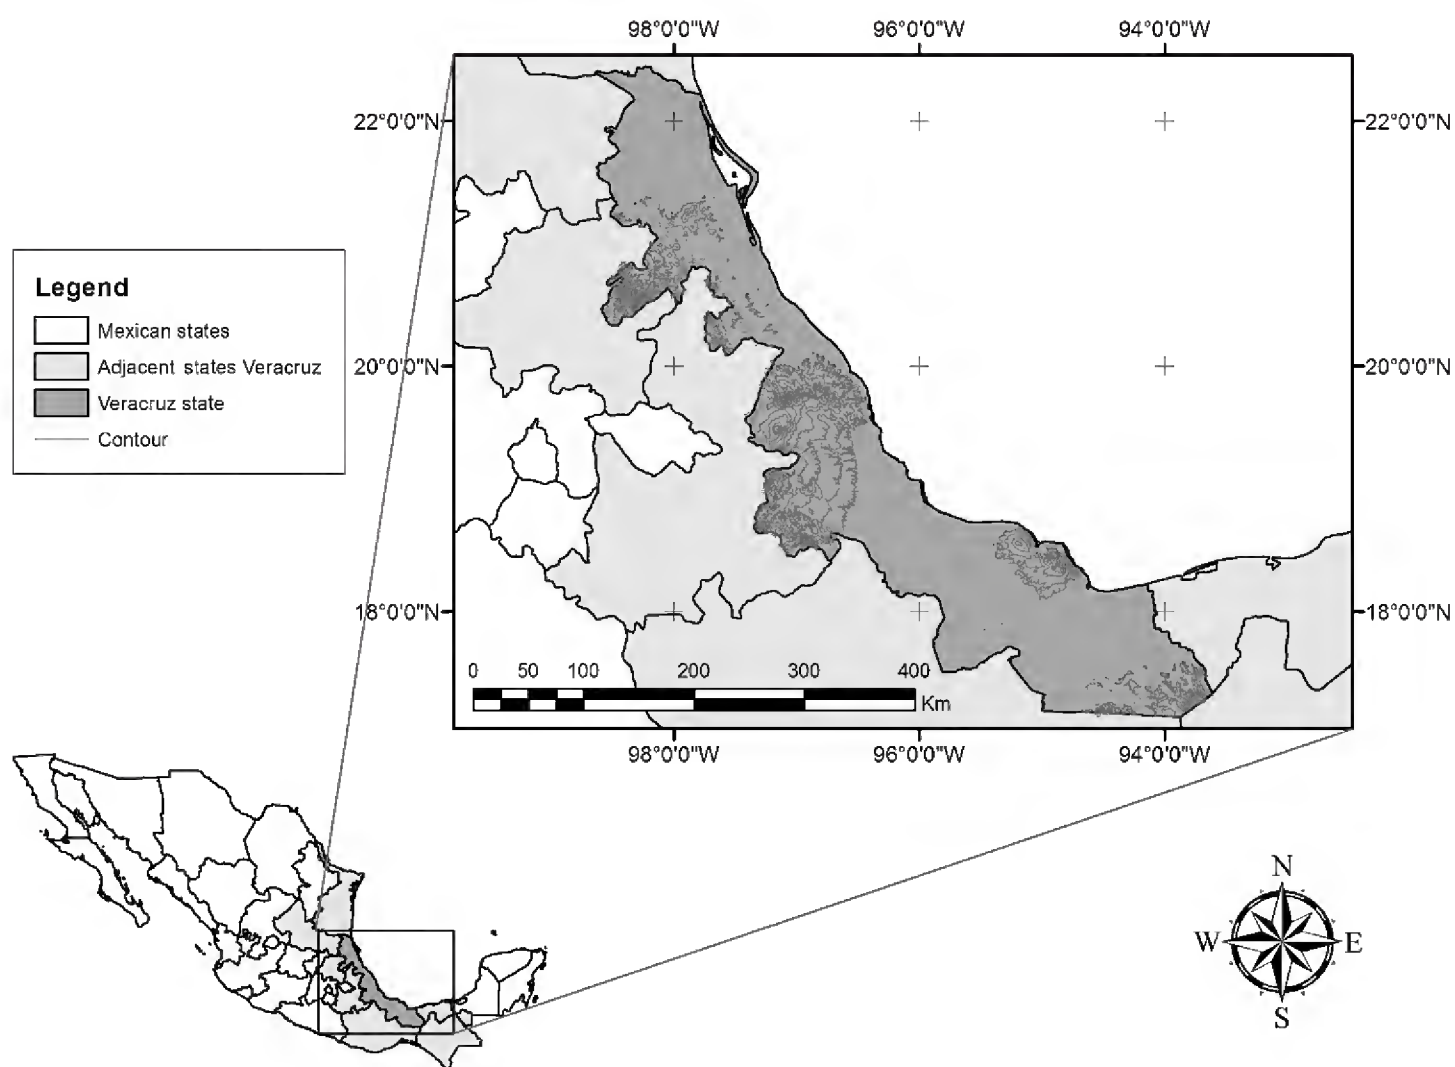 98°0'0"W 96°0'0"W 94°0'0"W
22°0'0"N 22°0'0"N
Legend
Mexican states
Adjacent states Veracruz
Veracruz state
Contour
20°0'0"N 20°0'0"N
18°0'0"N 18°0'0"N
0 50 100 200 300 400
Km
98°0'0"W 96°0'0"W 94°0'0"W
N
W E
S